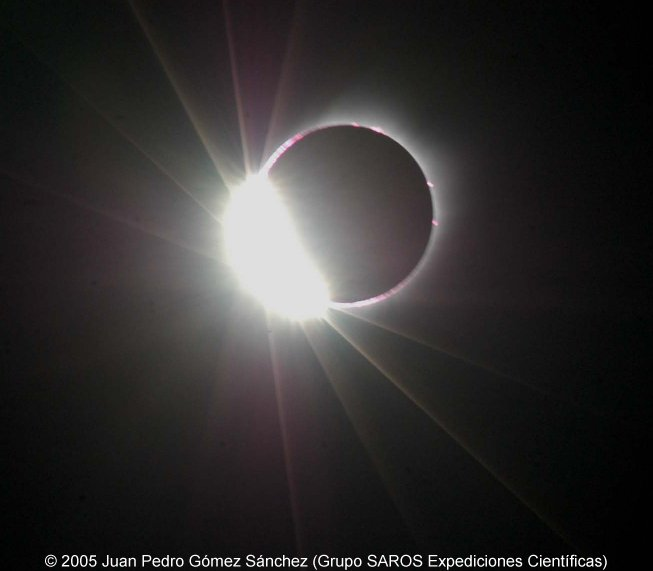 © 2005 Juan Pedro Gómez Sánchez (Grupo SAROS Expediciones Científicas)